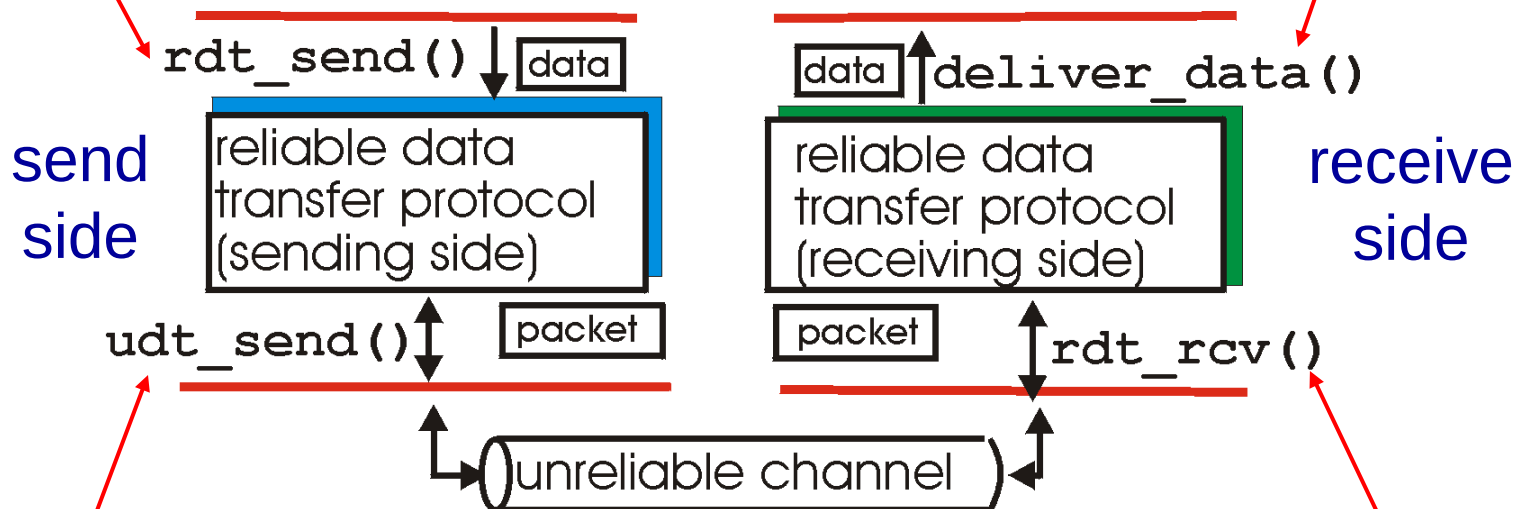 rdt_send()
data
data
deliver_data()
send
side
reliable data
transfer protocol
(sending side)
reliable data
transfer protocol
(receiving side)
receive
side
udt_send()
packet
packet
rdt_rcv()
unreliable channel